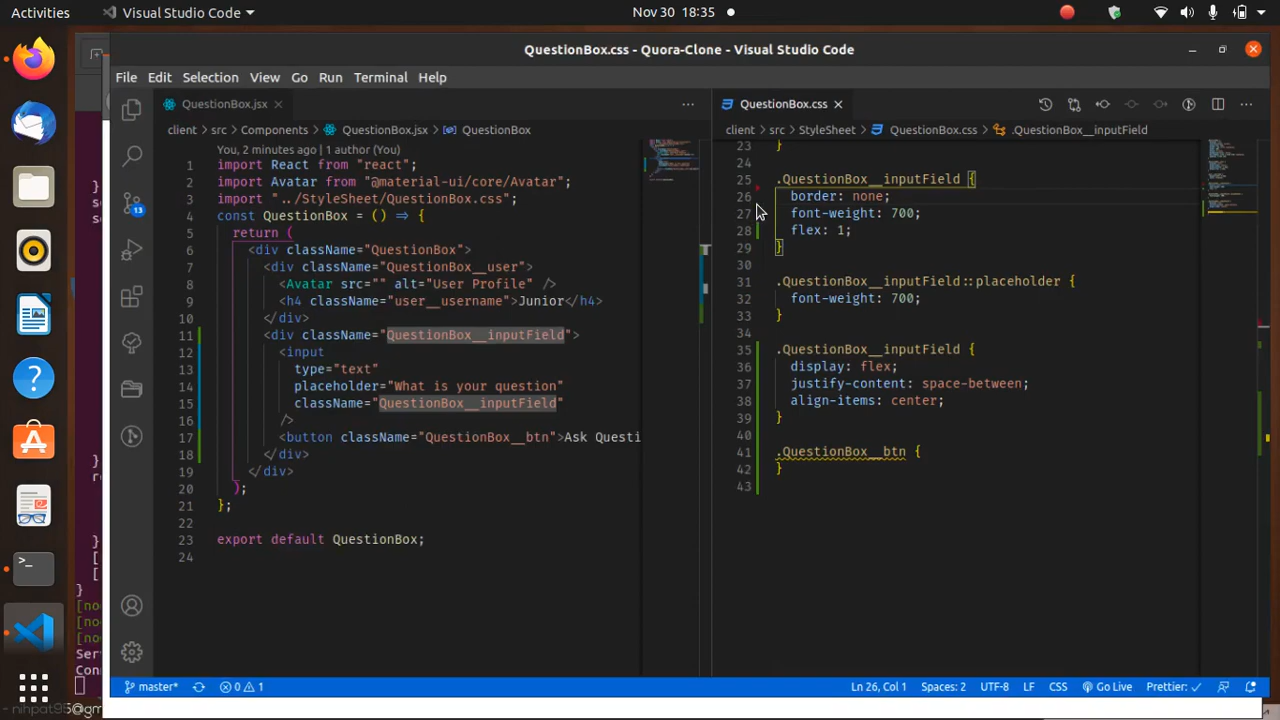 Activities
Visual Studio Code
Nov 30 18:35
QuestionBox.css - Quora-Clone - Visual Studio Code
File Edit Selection View Go Run Terminal Help
QuestionBox.jsx
client > src > Components > QuestionBox.jsx > QuestionBox
You, 2 minutes ago | 1 author (You)
1 import React from "react";
2 import Avatar from "@material-ui/core/Avatar";
3 import "../StyleSheet/QuestionBox.css";
4 const QuestionBox = () => {
5 return (
6 <div className="QuestionBox">
7 <div className="QuestionBox__user">
8 <Avatar src="" alt="User Profile" />
9 <h4 className="user__username">Junior</h4>
10 </div>
11 <div className="QuestionBox__inputField">
12 <input
13 type="text"
14 placeholder="What is your question"
15 className="QuestionBox__inputField"
16 />
17 <button className="QuestionBox__btn">Ask Questi
18 </div>
19 </div>
20 );
21 };
22
23 export default QuestionBox;
24
QuestionBox.css
client > src > StyleSheet > QuestionBox.css > .QuestionBox__inputField
23 }
24
25 .QuestionBox__inputField {
26 border: none;
27 font-weight: 700;
28 flex: 1;
29 }
30
31 .QuestionBox__inputField::placeholder {
32 font-weight: 700;
33 }
34
35 .QuestionBox__inputField {
36 display: flex;
37 justify-content: space-between;
38 align-items: center;
39 }
40
41 .QuestionBox__btn {
42 }
43
13
s
}
s
}
r
}
[
[
}
[no
[no
[no
Ser
Con
master* 0 1
Ln 26, Col 1 Spaces: 2 UTF-8 LF CSS Go Live Prettier: ✓